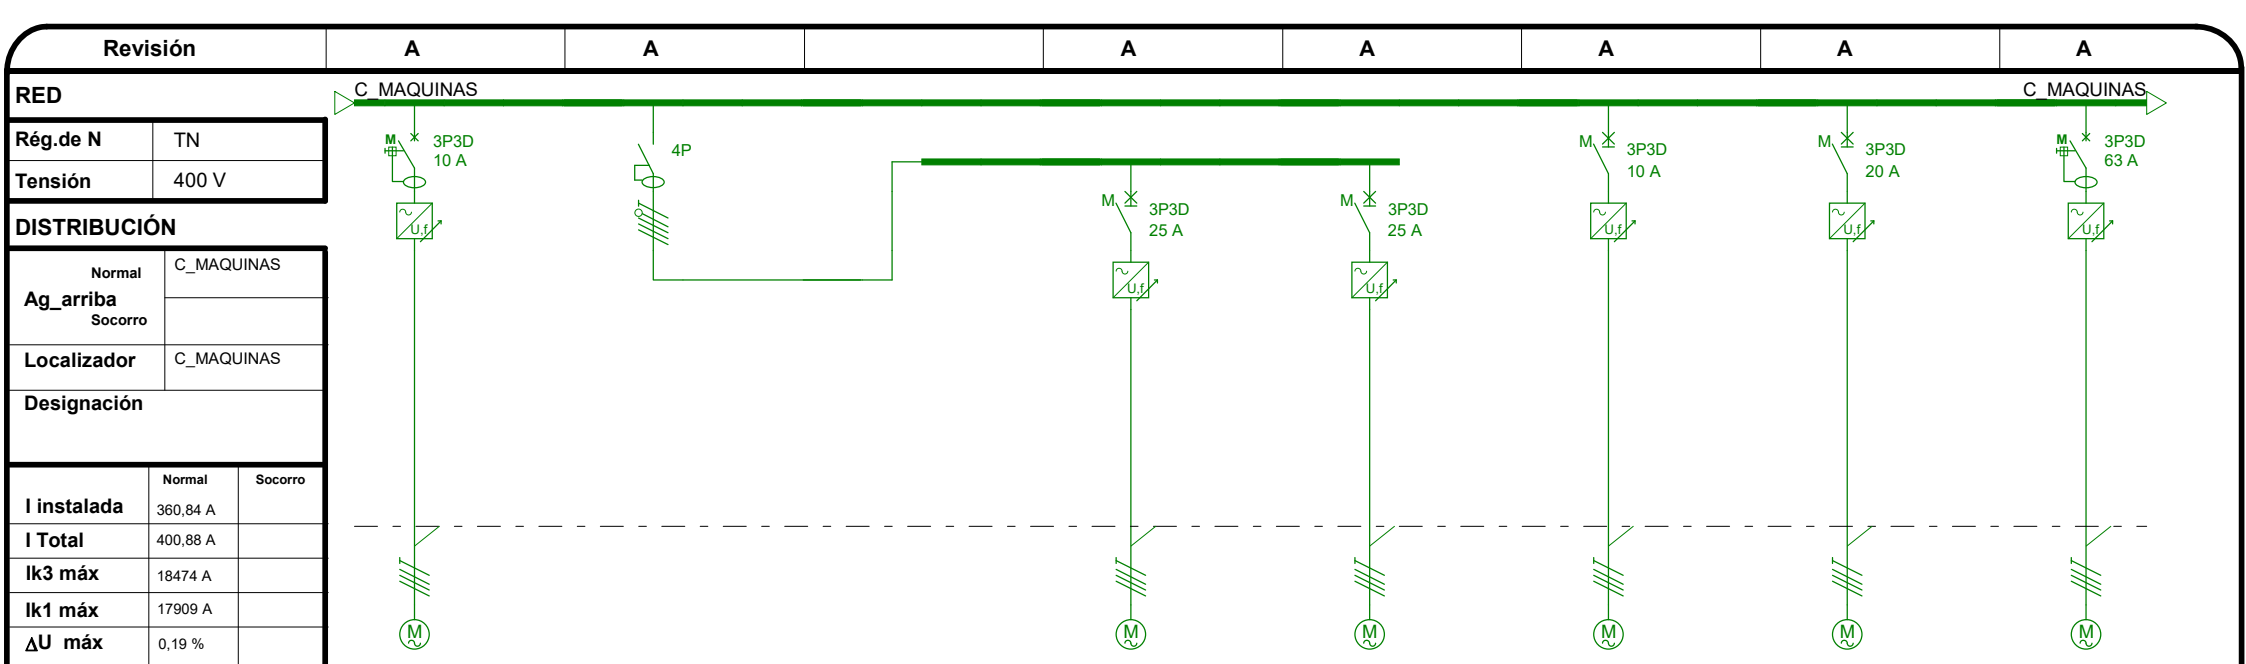 Revisión A A A A A A A
RED
C_MAQUINAS C_MAQUINAS
Rég.de N TN
Tensión 400 V
M 3P3D
10 A
4P
M 3P3D
25 A
M 3P3D
25 A
M 3P3D
10 A
M 3P3D
20 A
M 3P3D
63 A
U,f
U,f
U,f
U,f
U,f
U,f
DISTRIBUCIÓN
Normal C_MAQUINAS
Ag_arriba
Socorro
Localizador C_MAQUINAS
Designación
Normal Socorro
I instalada 360,84 A
I Total 400,88 A
Ik3 máx 18474 A
Ik1 máx 17909 A
ΔU máx 0,19 %
M M M M M M